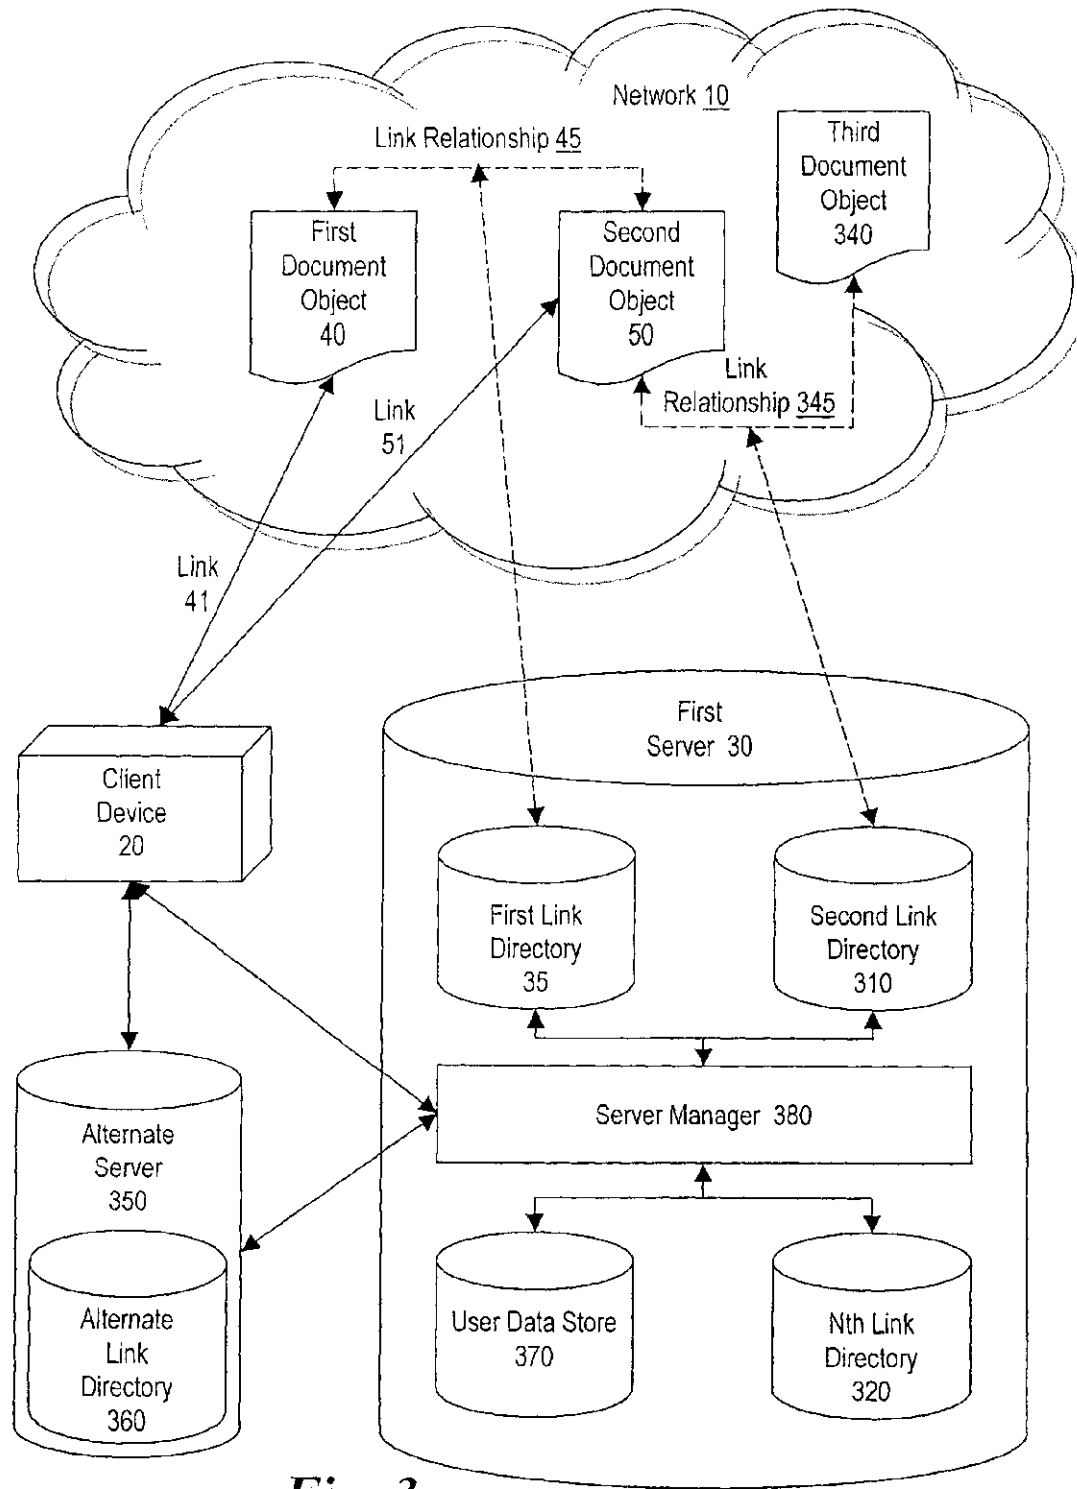 Network 10
Link Relationship 45
Third
Document
Object
340
First
Document
Object
40
Second
Document
Object
50
Link
Relationship 345
Link
51
Link
41
First
Server 30
Client
Device
20
First Link
Directory
35
Second Link
Directory
310
Server Manager 380
Alternate
Server
350
Alternate
Link
Directory
360
User Data Store
370
Nth Link
Directory
320
Fig. 3